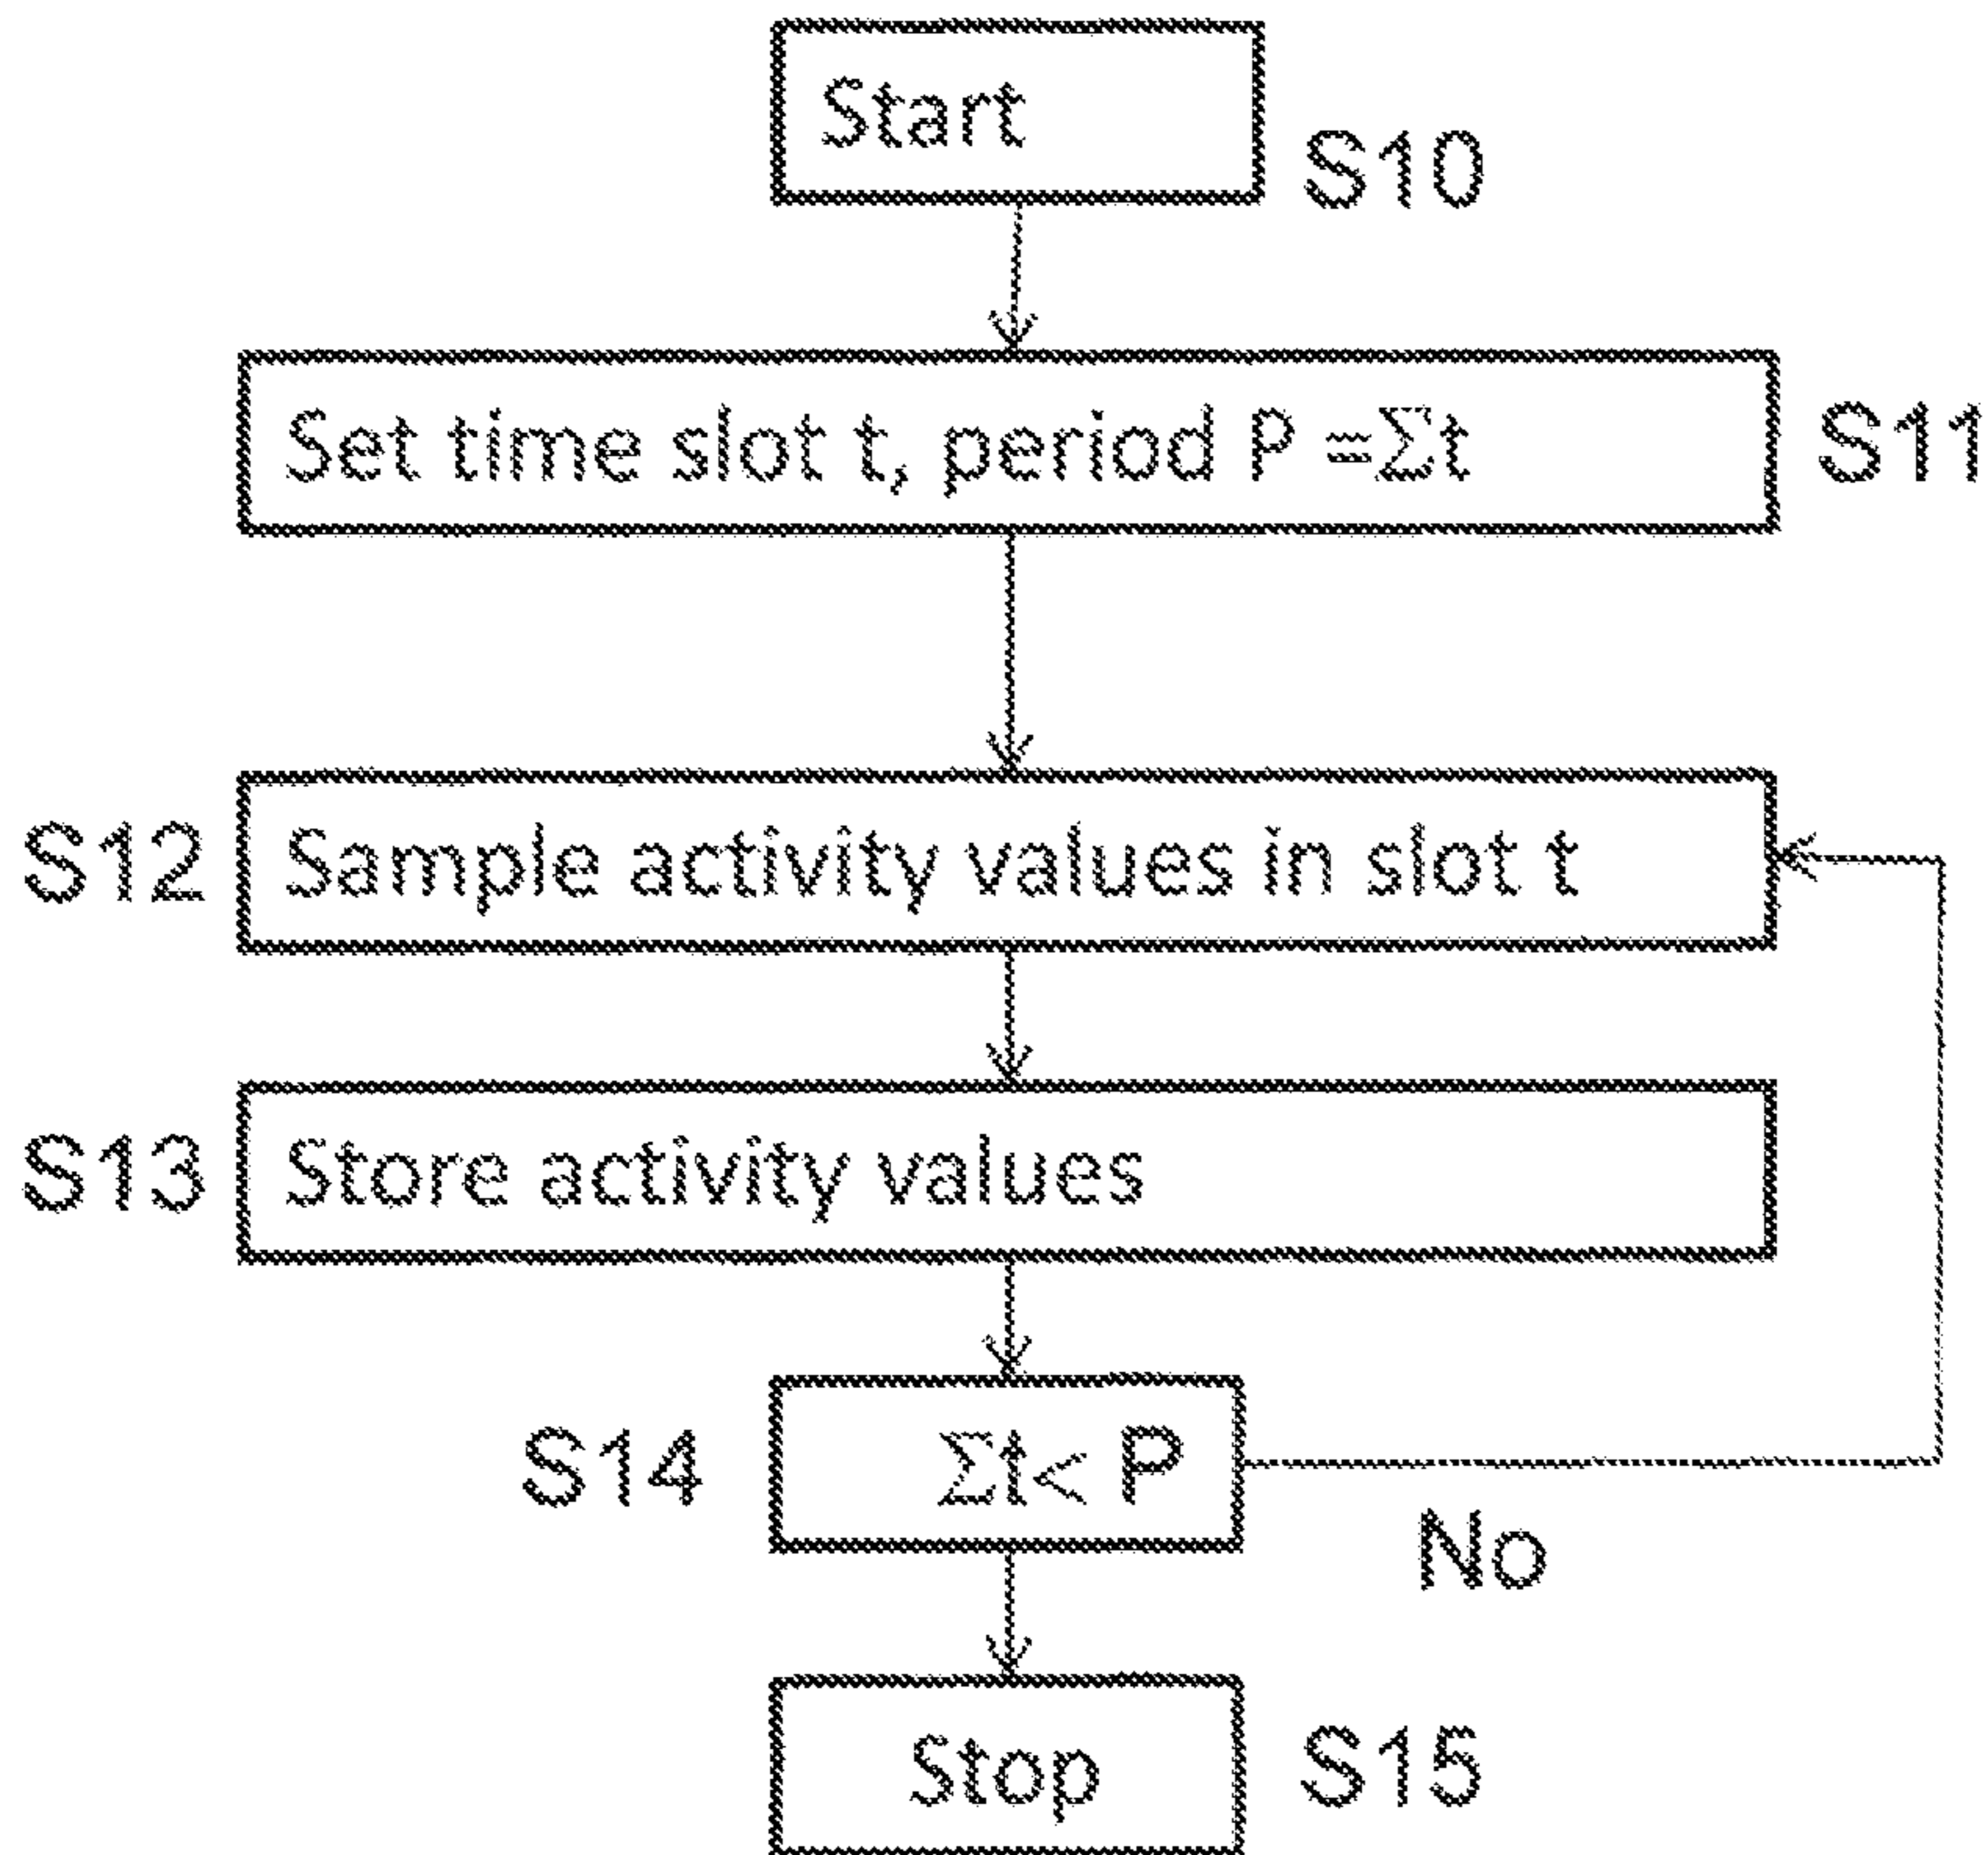 Start
S10
Set time slot t, period P =Σt
S11
S12
Sample activity values in slot t
S13
Store activity values
S14
Σt< P
No
Stop
S15